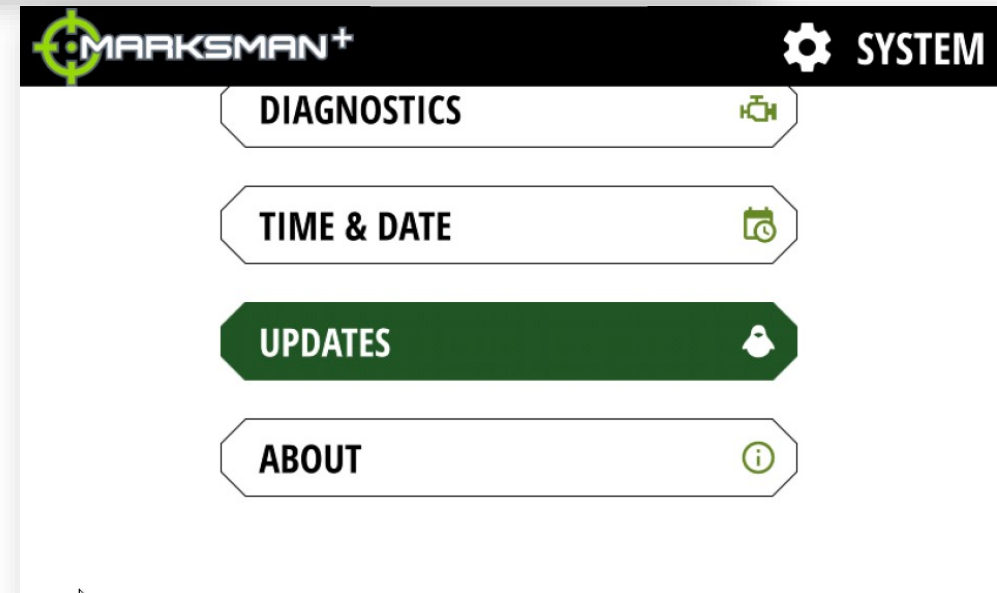 MARKSMAN+
SYSTEM
DIAGNOSTICS
TIME & DATE
UPDATES
ABOUT